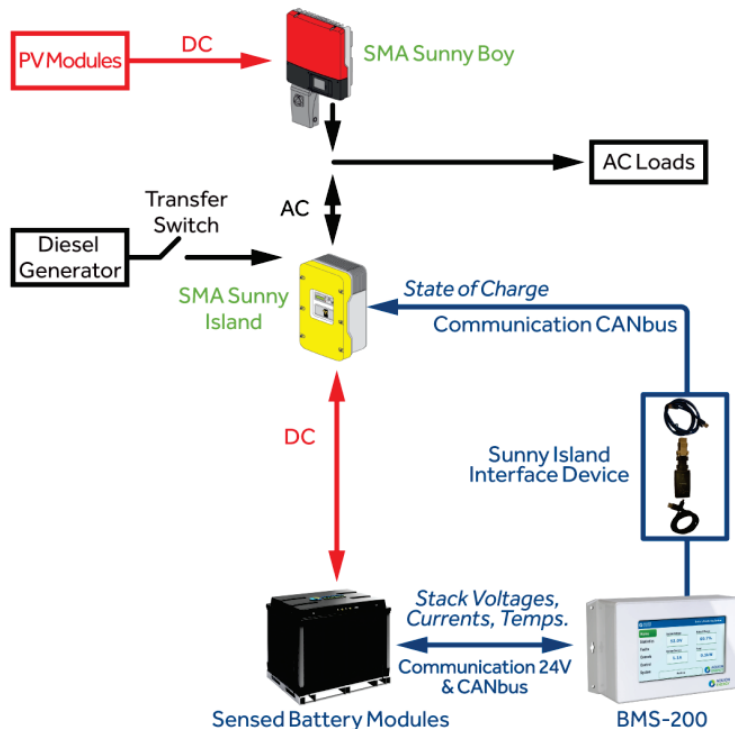 PV Modules
DC
SMA Sunny Boy
AC Loads
Transfer
Switch
AC
Diesel
Generator
SMA Sunny
Island
State of Charge
Communication CANbus
DC
Sunny Island
Interface Device
Stack Voltages,
Currents, Temps.
Communication 24V
& CANbus
Sensed Battery Modules
BMS-200